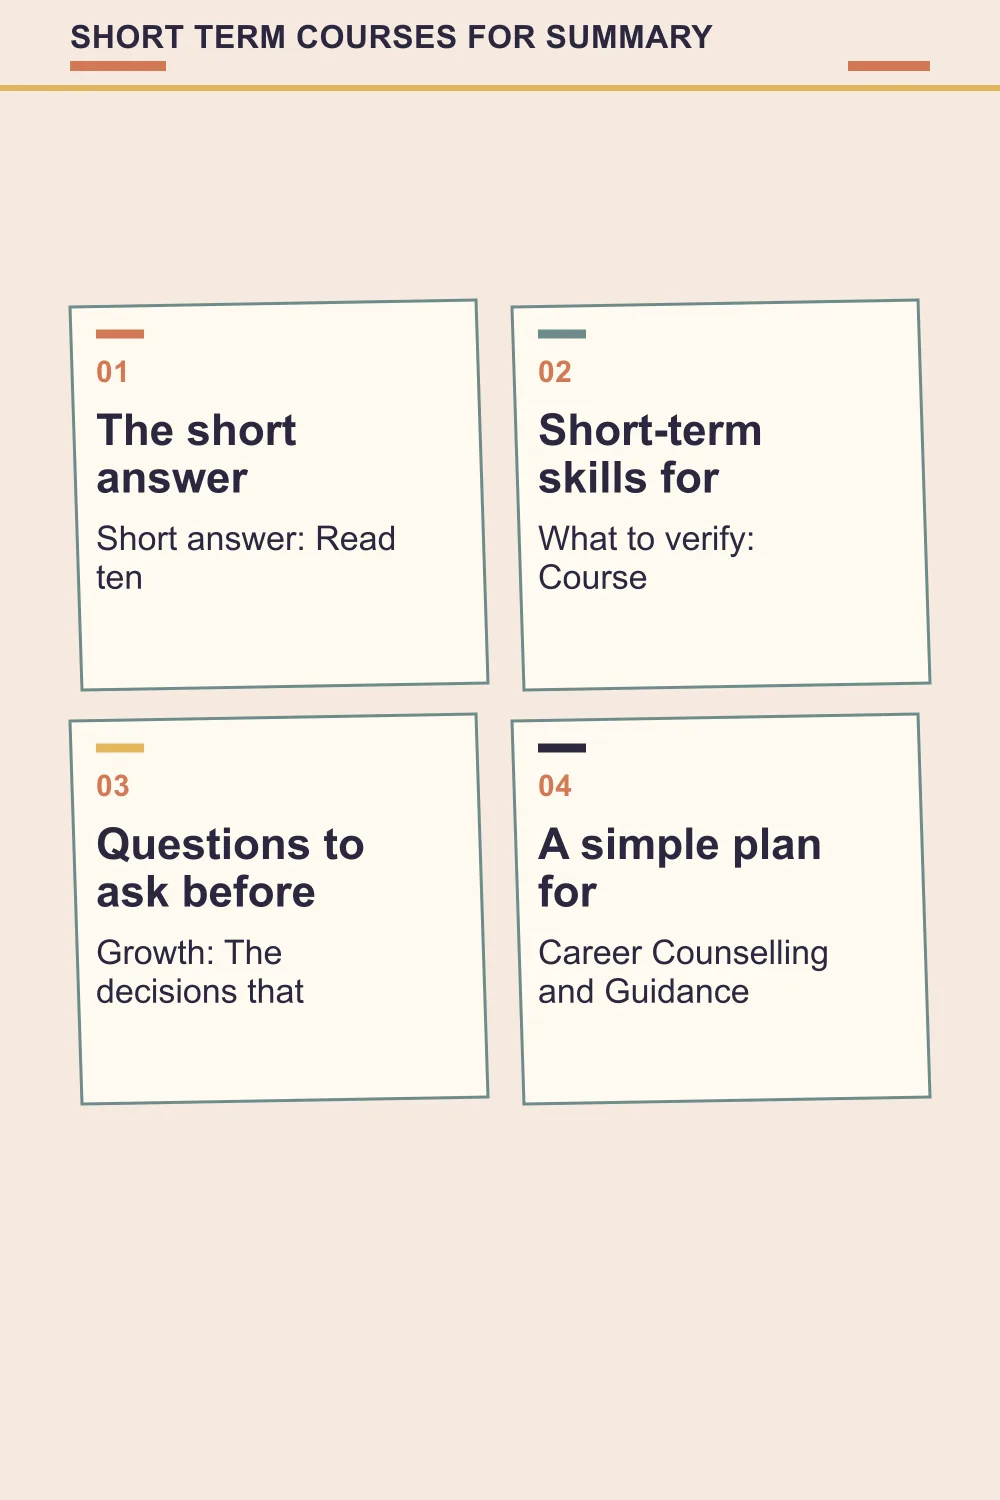 SHORT TERM COURSES FOR SUMMARY
01
The short
answer
Short answer: Read
ten
02
Short-term
skills for
What to verify:
Course
03
Questions to
ask before
Growth: The
decisions that
04
A simple plan
for
Career Counselling
and Guidance